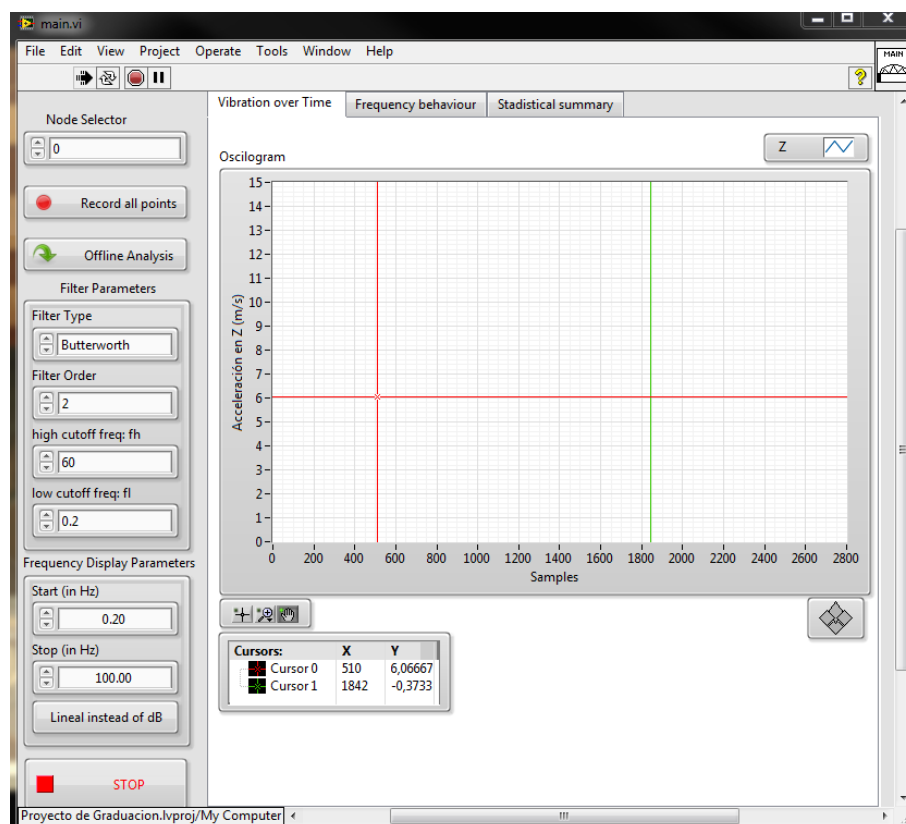 main.vi
File Edit View Project Operate Tools Window Help
MAIN
Node Selector
0
Record all points
Offline Analysis
Filter Parameters
Filter Type
Butterworth
Filter Order
2
high cutoff freq: fh
60
low cutoff freq: fl
0.2
Frequency Display Parameters
Start (in Hz)
0.20
Stop (in Hz)
100.00
Lineal instead of dB
STOP
Proyecto de Graduacion.lvproj/My Computer
Vibration over Time Frequency behaviour Stadistical summary
Oscilogram
Z
Acceleración en Z (m/s)
15
14
13
12
11
10
9
8
7
6
5
4
3
2
1
0
0 200 400 600 800 1000 1200 1400 1600 1800 2000 2200 2400 2600 2800
Samples
Cursors: X Y
Cursor 0 510 6,06667
Cursor 1 1842 -0,3733